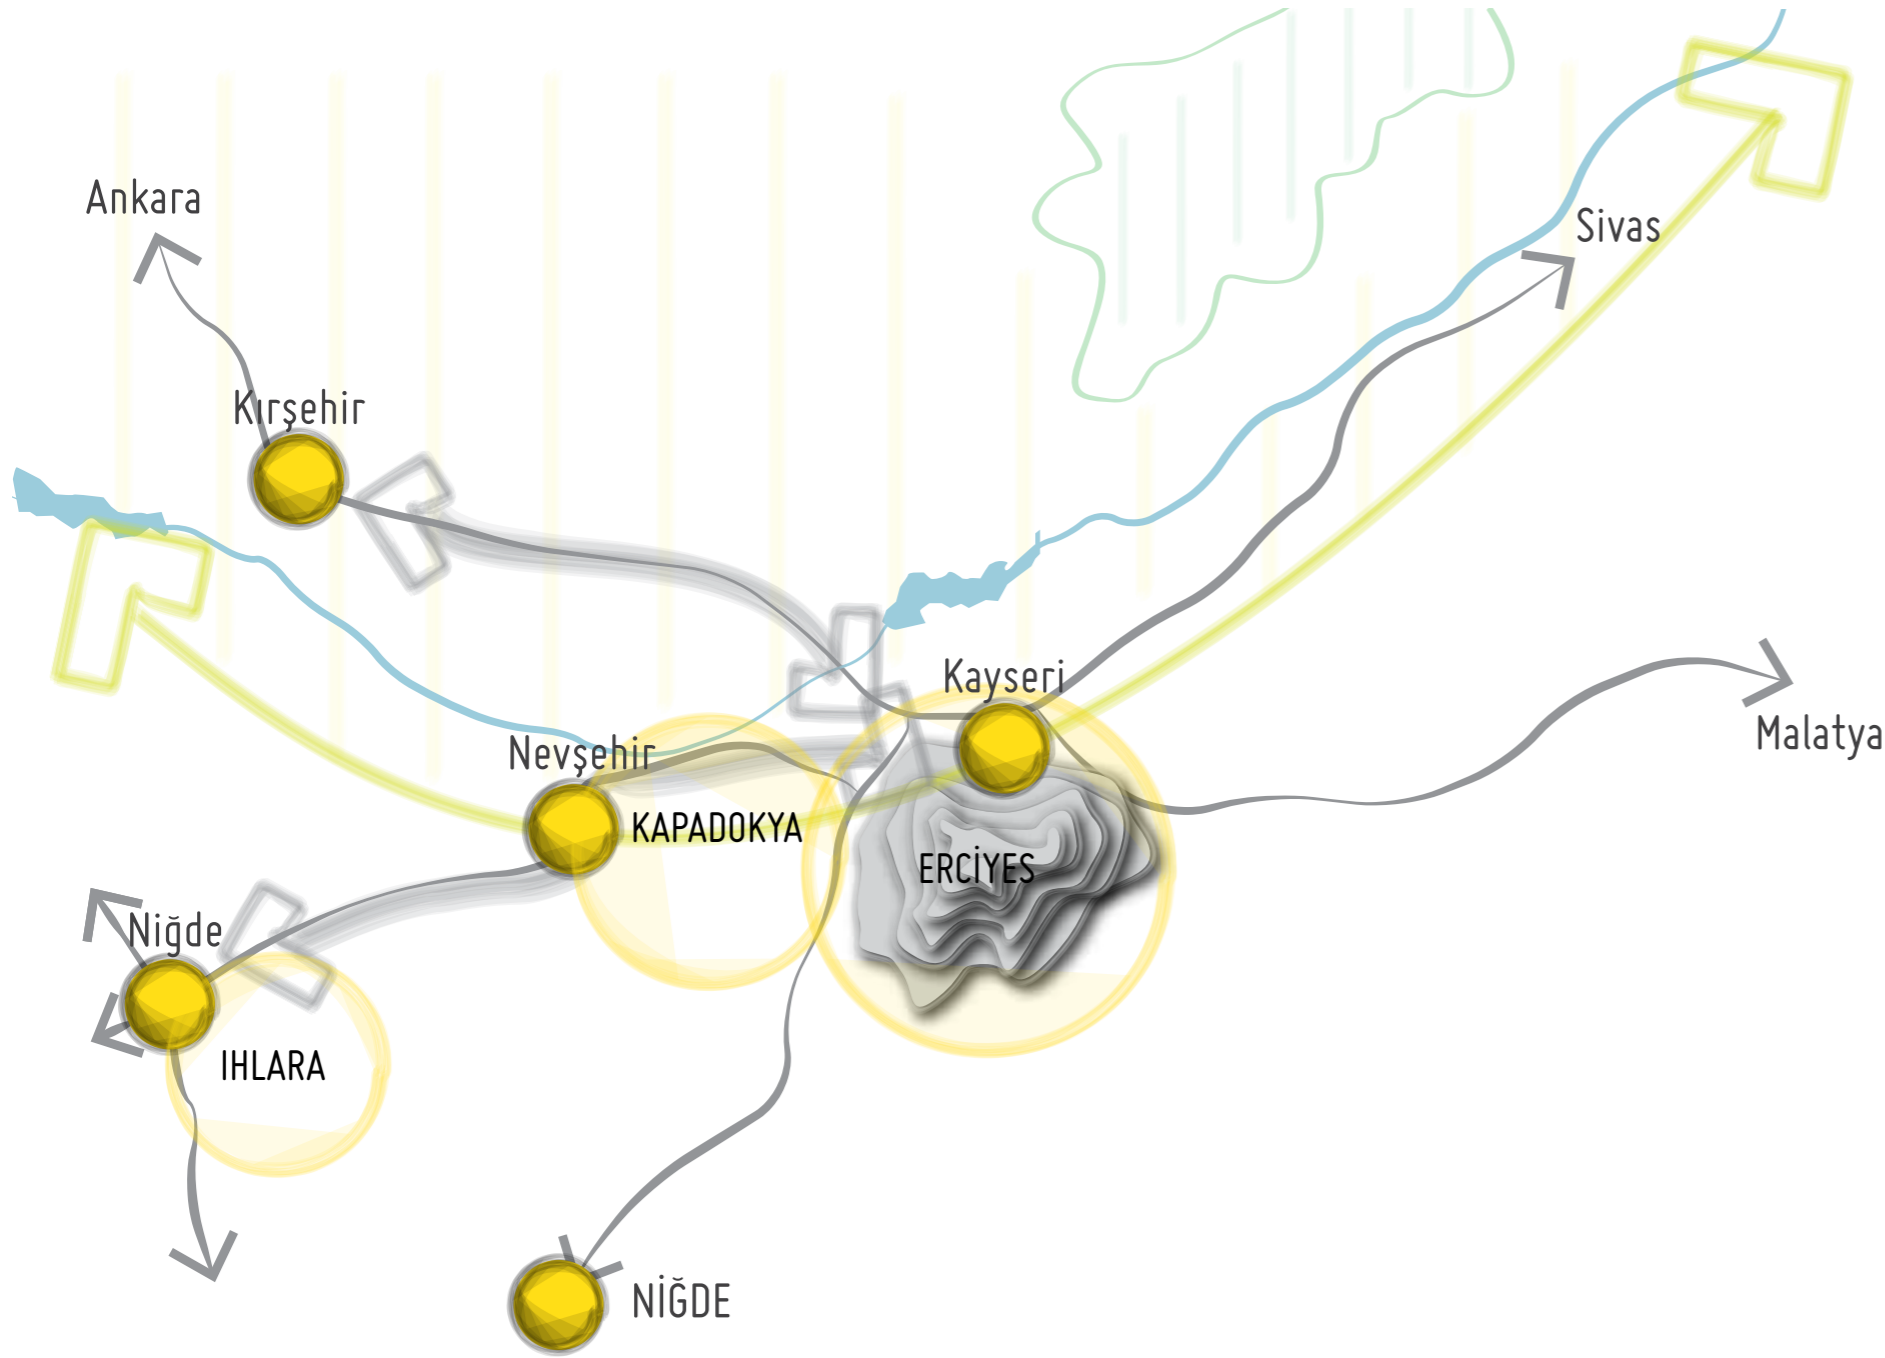 Ankara
Sivas
Kırşehir
Kayseri
Malatya
Nevşehir
KAPADOKYA
ERCİYES
Niğde
IHLARA
NİĞDE